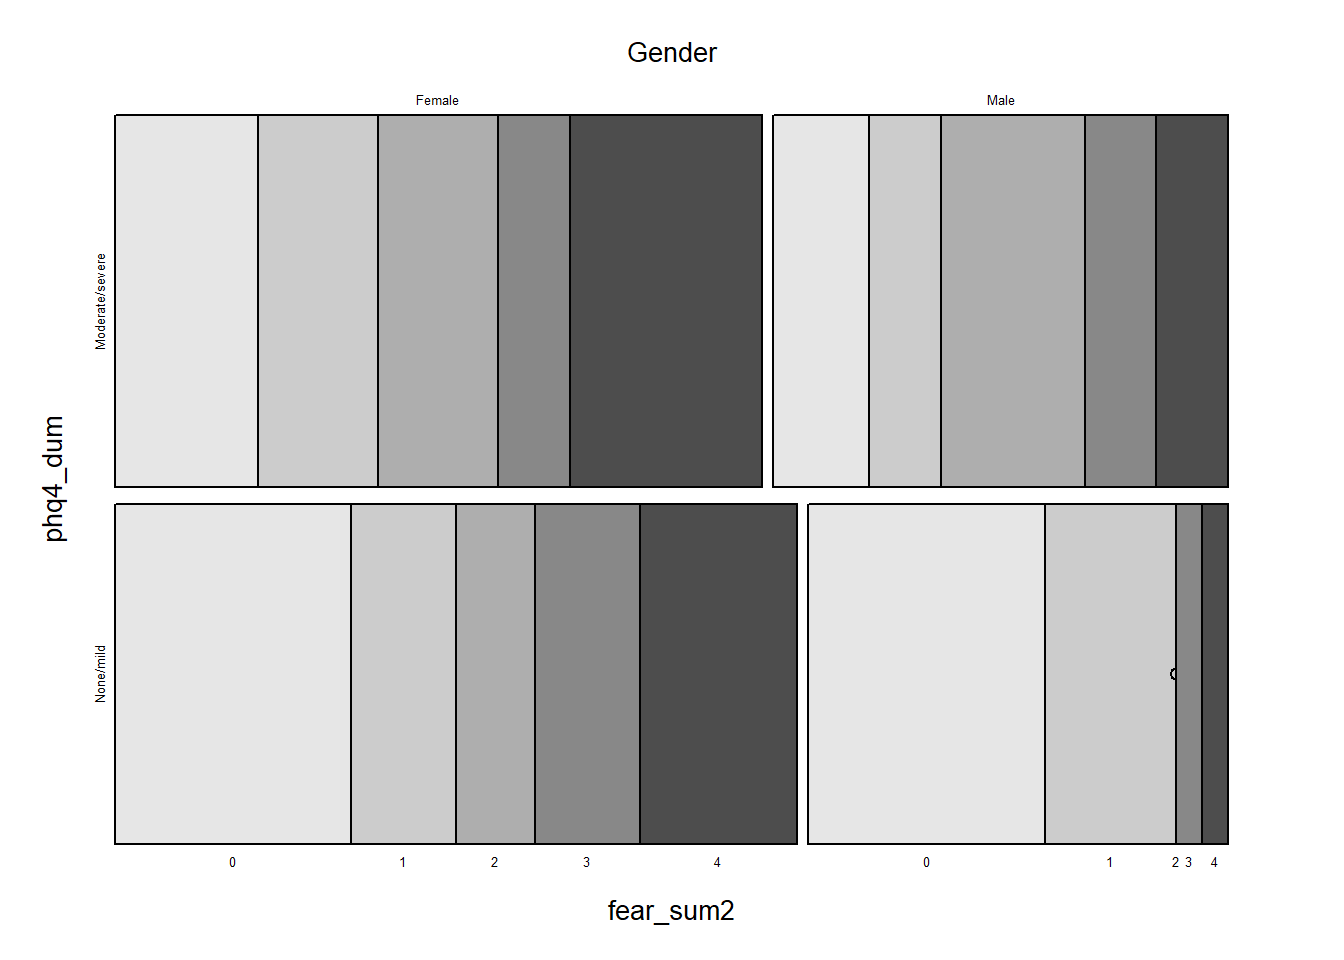 Gender
Female Male
Moderate/severe
phq4_dum
None/mild
0 1 2 3 4 0 1 2 3 4
fear_sum2